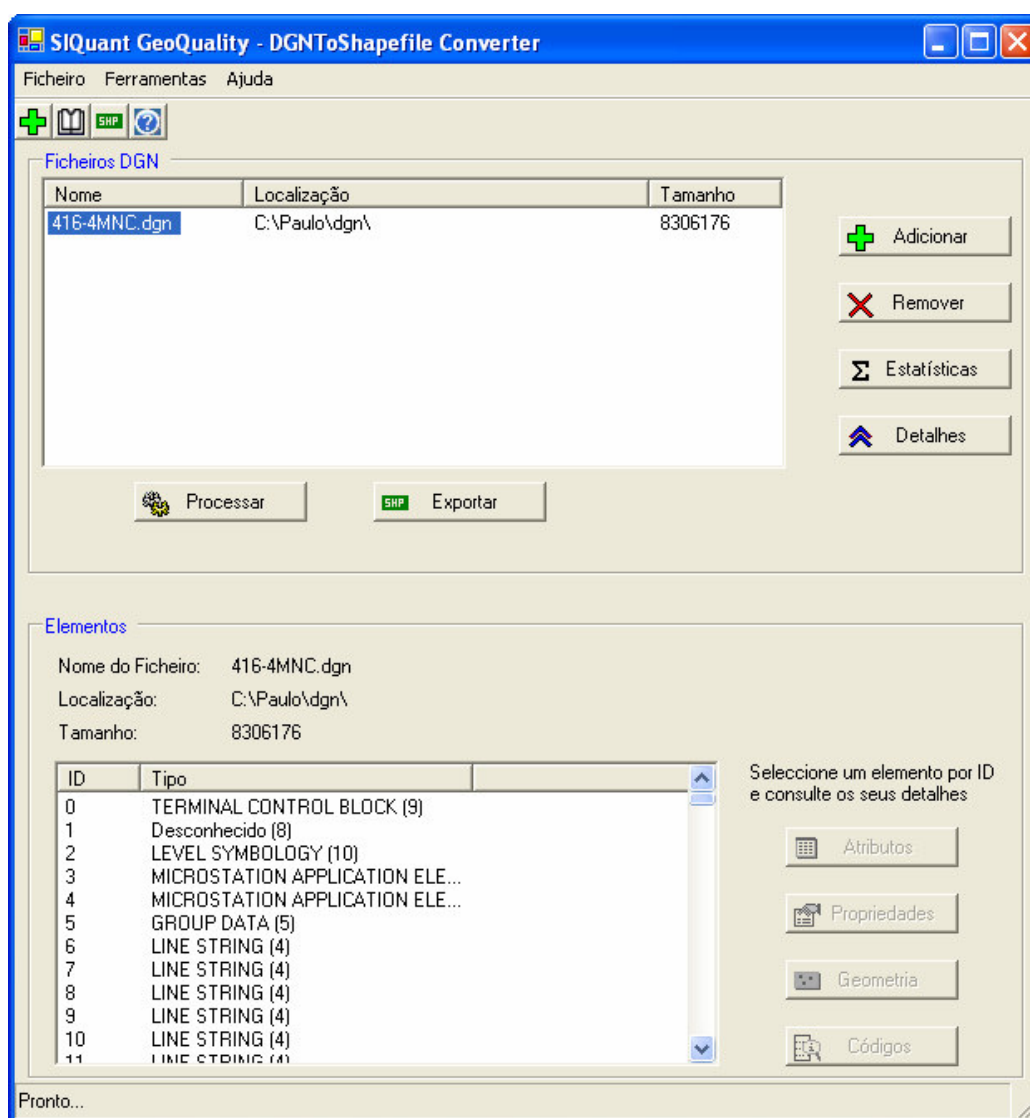 SIQuant GeoQuality - DGNToShapefile Converter
Ficheiro Ferramentas Ajuda
SHP
Ficheiros DGN
Nome Localização Tamanho
416-4MNC.dgn C:\Paulo\dgn\ 8306176
Adicionar
Remover
Σ Estatísticas
Detalhes
Processar SHP Exportar
Elementos
Nome do Ficheiro: 416-4MNC.dgn
Localização: C:\Paulo\dgn\
Tamanho: 8306176
ID Tipo
0 TERMINAL CONTROL BLOCK (9)
1 Desconhecido (8)
2 LEVEL SYMBOLOGY (10)
3 MICROSTATION APPLICATION ELE...
4 MICROSTATION APPLICATION ELE...
5 GROUP DATA (5)
6 LINE STRING (4)
7 LINE STRING (4)
8 LINE STRING (4)
9 LINE STRING (4)
10 LINE STRING (4)
11 LINE STRING (4)
Seleccione um elemento por ID
e consulte os seus detalhes
Atributos
Propriedades
Geometria
Códigos
Pronto...